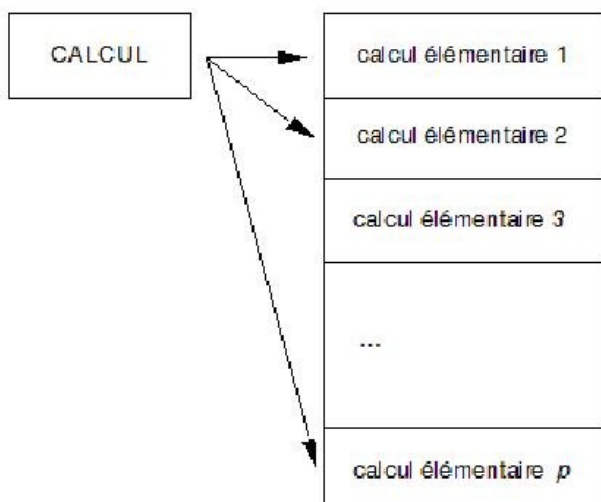 CALCUL
calcul élémentaire 1
calcul élémentaire 2
calcul élémentaire 3
...
calcul élémentaire p